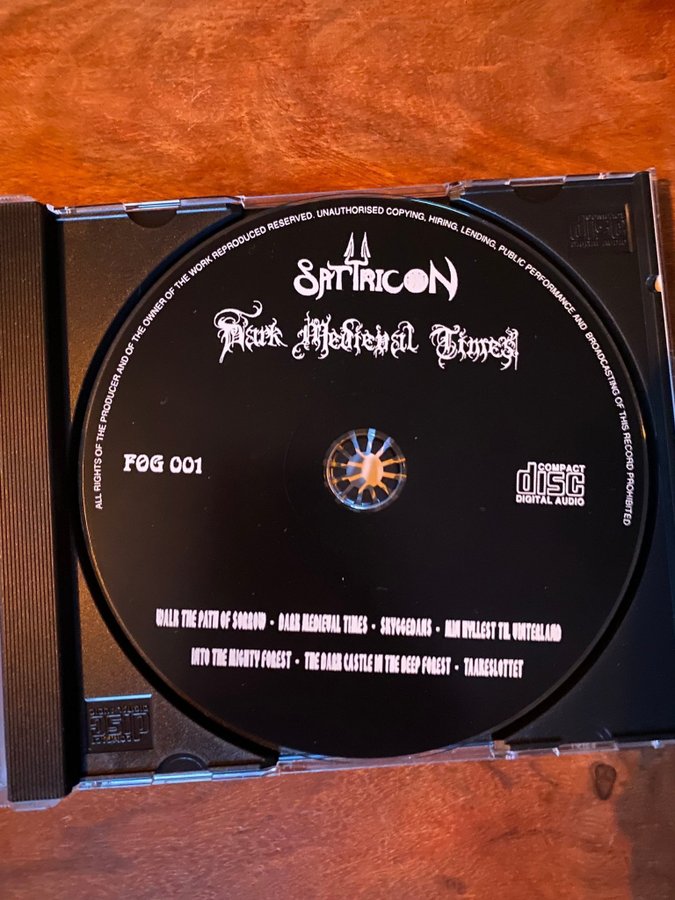 ALL RIGHTS OF THE PRODUCER AND OF THE OWNER OF THE WORK REPRODUCED RESERVED. UNAUTHORISED COPYING, HIRING, LENDING, PUBLIC PERFORMANCE AND BROADCASTING OF THIS RECORD PROHIBITED
SATYRICON
Dark Medieval Times
FOG 001
COMPACT
disc
DIGITAL AUDIO
WALK THE PATH OF SORROW • DARK MEDIEVAL TIMES • SKYGGEDANS • MIN HYLLEST TIL VINTERLAND
INTO THE MIGHTY FOREST • THE DARK CASTLE IN THE DEEP FOREST • TAAKESLOTTET